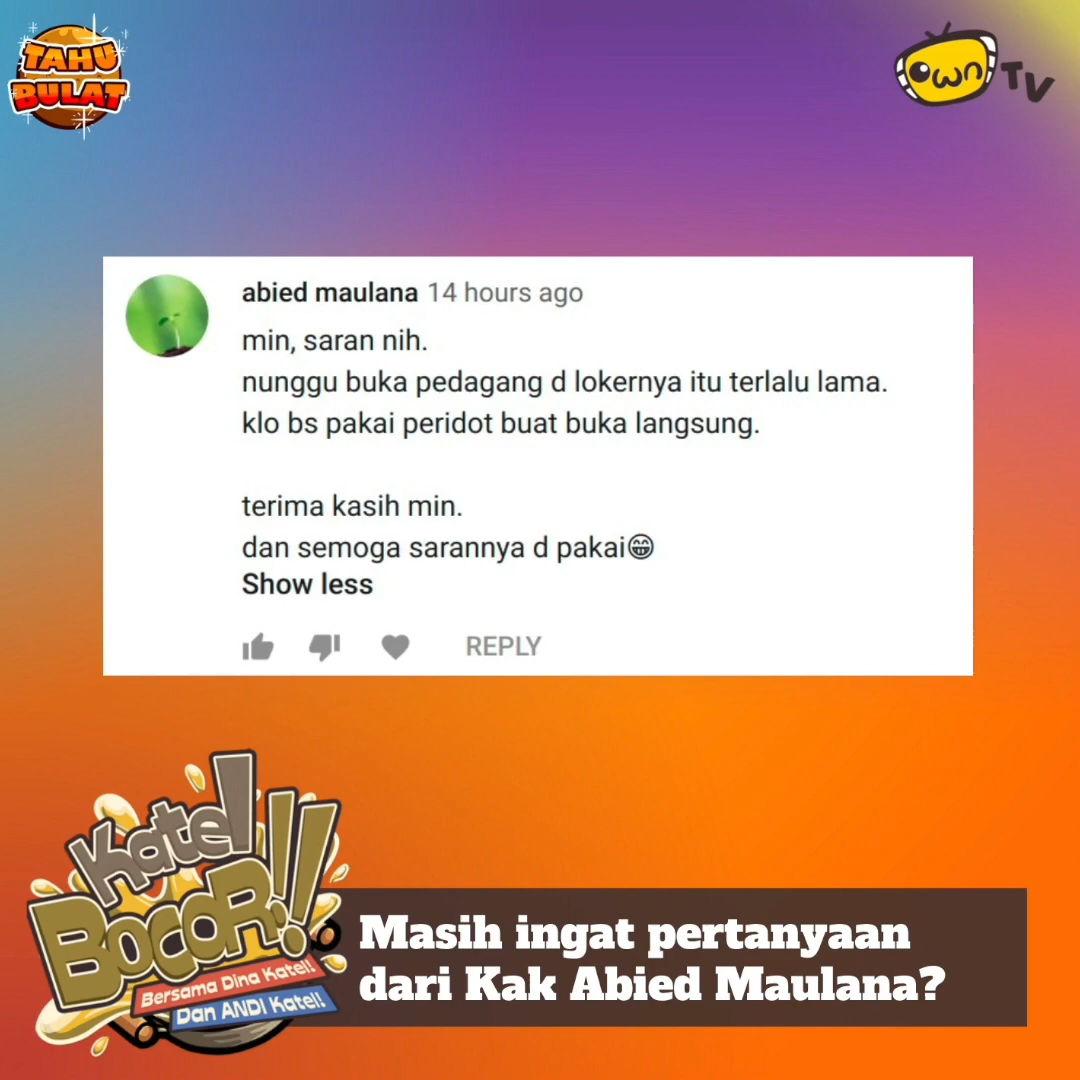 TAHU
BULAT
own TV
abied maulana 14 hours ago
min, saran nih.
nunggu buka pedagang d lokernya itu terlalu lama.
klo bs pakai peridot buat buka langsung.
terima kasih min.
dan semoga sarannya d pakai😁
Show less
REPLY
Katel
BOCOR!!
Bersama Dina Katel!
Dan ANDI Katel!
Masih ingat pertanyaan
dari Kak Abied Maulana?